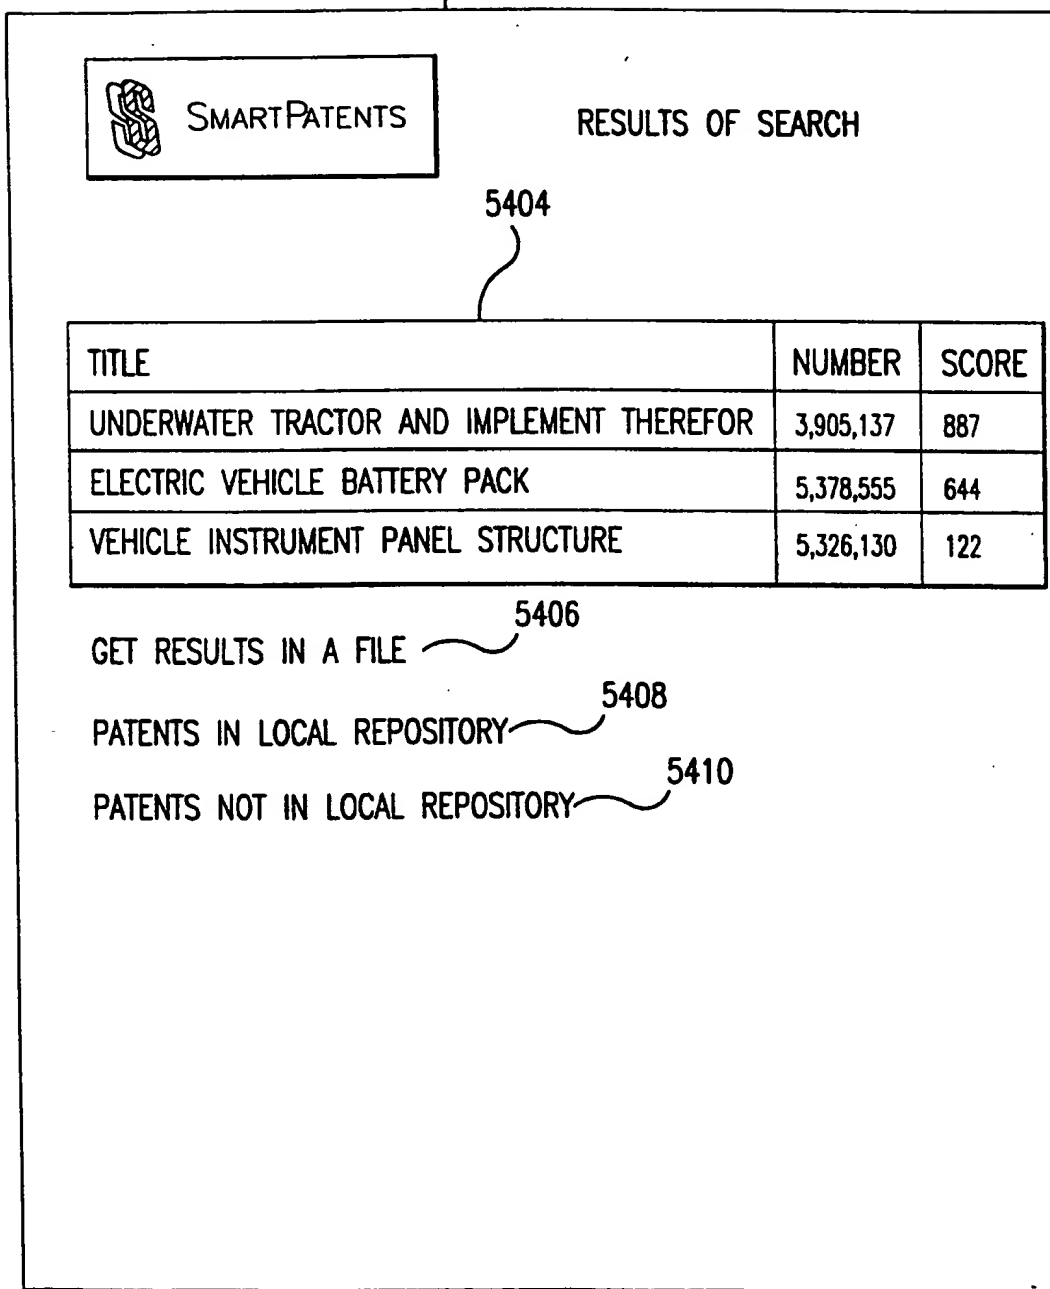 SMARTPATENTS
RESULTS OF SEARCH
5404
TITLE NUMBER SCORE
UNDERWATER TRACTOR AND IMPLEMENT THEREFOR 3,905,137 887
ELECTRIC VEHICLE BATTERY PACK 5,378,555 644
VEHICLE INSTRUMENT PANEL STRUCTURE 5,326,130 122
5406
GET RESULTS IN A FILE
5408
PATENTS IN LOCAL REPOSITORY
5410
PATENTS NOT IN LOCAL REPOSITORY